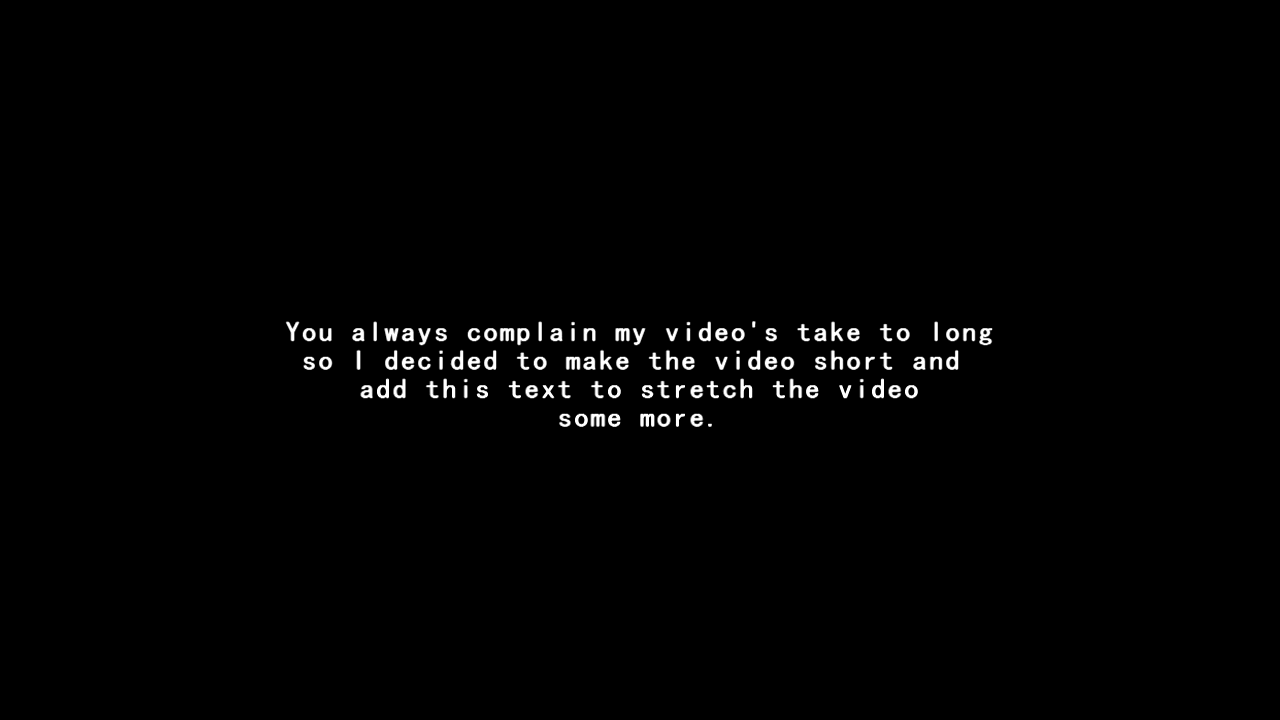 You always complain my video's take to long
so I decided to make the video short and
add this text to stretch the video
some more.